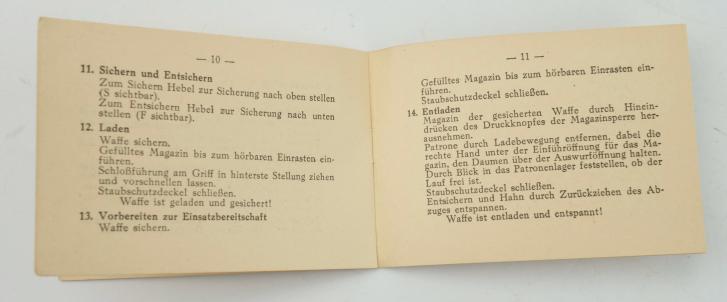 — 10 —
11. Sichern und Entsichern
Zum Sichern Hebel zur Sicherung nach oben stellen
(S sichtbar).
Zum Entsichern Hebel zur Sicherung nach unten
stellen (F sichtbar).
12. Laden
Waffe sichern.
Gefülltes Magazin bis zum hörbaren Einrasten ein-
führen.
Schloßführung am Griff in hinterste Stellung ziehen
und vorschnellen lassen.
Staubschutzdeckel schließen.
Waffe ist geladen und gesichert!
13. Vorbereiten zur Einsatzbereitschaft
Waffe sichern.
— 11 —
Gefülltes Magazin bis zum hörbaren Einrasten ein-
führen.
Staubschutzdeckel schließen.
14. Entladen
Magazin der gesicherten Waffe durch Hinein-
drücken des Druckknopfes der Magazinsperre her-
ausnehmen.
Patrone durch Ladebewegung entfernen, dabei die
rechte Hand unter der Einführöffnung für das Ma-
gazin, den Daumen über der Auswurföffnung halten.
Durch Blick in das Patronenlager feststellen, ob der
Lauf frei ist.
Staubschutzdeckel schließen.
Entsichern und Hahn durch Zurückziehen des Ab-
zuges entspannen.
Waffe ist entladen und entspannt!